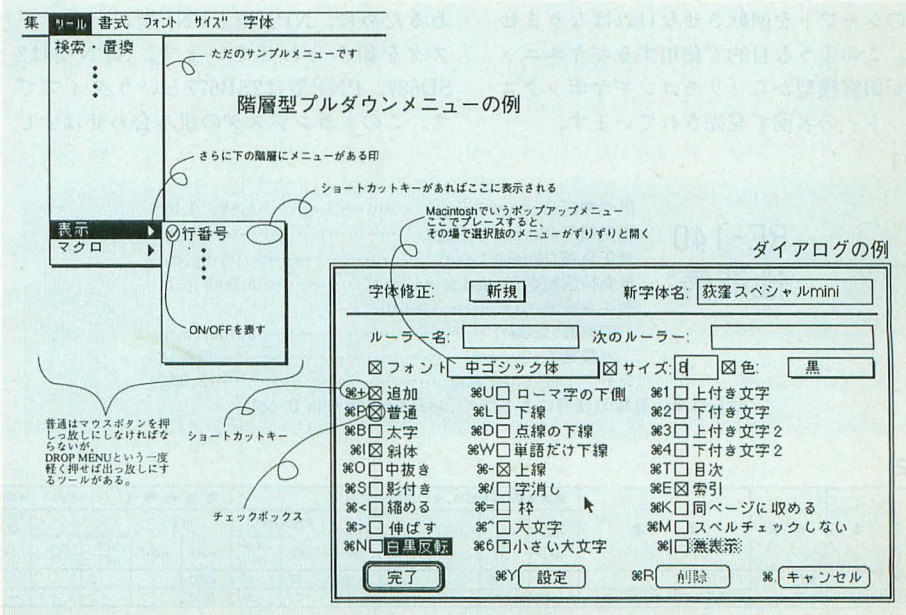 集 ツール 書式 フォント サイズ 字体
検索・置換
ただのサンプルメニューです
階層型プルダウンメニューの例
さらに下の階層にメニューがある印
ショートカットキーがあればここに表示される
表示
マクロ
行番号
ON/OFFを表す
Macintoshでいうポップアップメニュー
ここでプレースすると、
その場で選択肢のメニューがずりずりと開く
普通はマウスボタンを押
しっ放しにしなければな
らないが、
DROP MENUという一度
軽く押せば出っ放しにす
るツールがある。
ショートカットキー
チェックボックス
ダイアログの例
字体修正: 新規 新字体名: 荻窪スペシャルmini
ルーラー名: 次のルーラー:
☒フォント 中ゴシック体 ☒サイズ: 8 ☒色: 黒
⌘+☒追加 ⌘U□ルーマ字の下側 ⌘1□上付き文字
⌘P☒普通 ⌘L□下線 ⌘2□下付き文字
⌘B□太字 ⌘D□点線の下線 ⌘3□上付き文字2
⌘I☒斜体 ⌘W□単語だけ下線 ⌘4□下付き文字2
⌘O□中抜き ⌘-☒上線 ⌘T□目次
⌘S□影付き ⌘/□字消し ⌘E☒索引
⌘<□縮める ⌘=□枠 ⌘K□同ページに収める
⌘>□伸ばす ⌘^□大文字 ⌘M□スペルチェックしない
⌘N□白黒反転 ⌘6□小さい大文字 ⌘|□無表示
完了 ⌘Y 設定 ⌘R 削除 ⌘. キャンセル